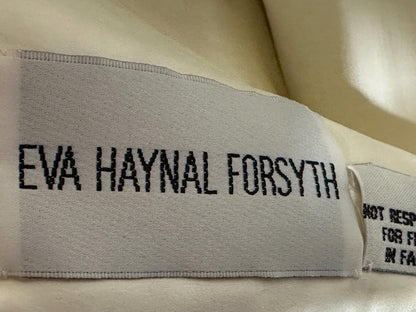 EVA HAYNAL FORSYTH
NOT RESP
FOR F
IN FA